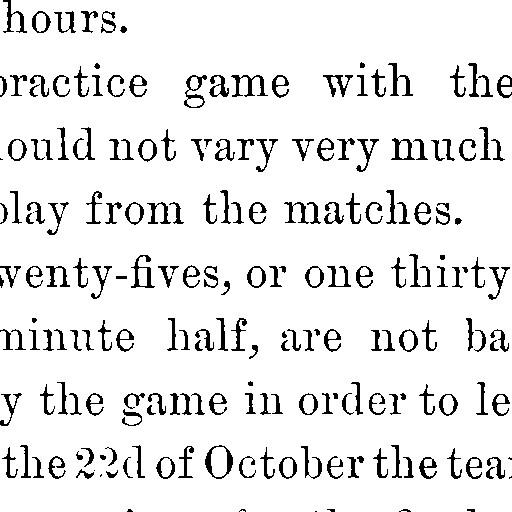 hours.
practice game with the
ould not vary very much
play from the matches.
wenty-fives, or one thirty
minute half, are not ba
y the game in order to le
the 22d of October the tea